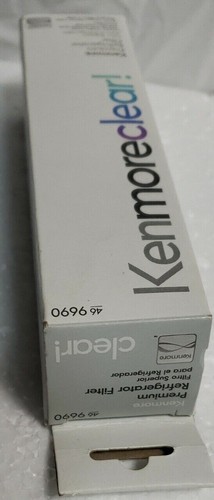 Kenmoreclear!
46 9690
clear!
Kenmore
Kenmore
Premium
Refrigerator Filter
Filtro Superior
para el Refrigerador
46 9690